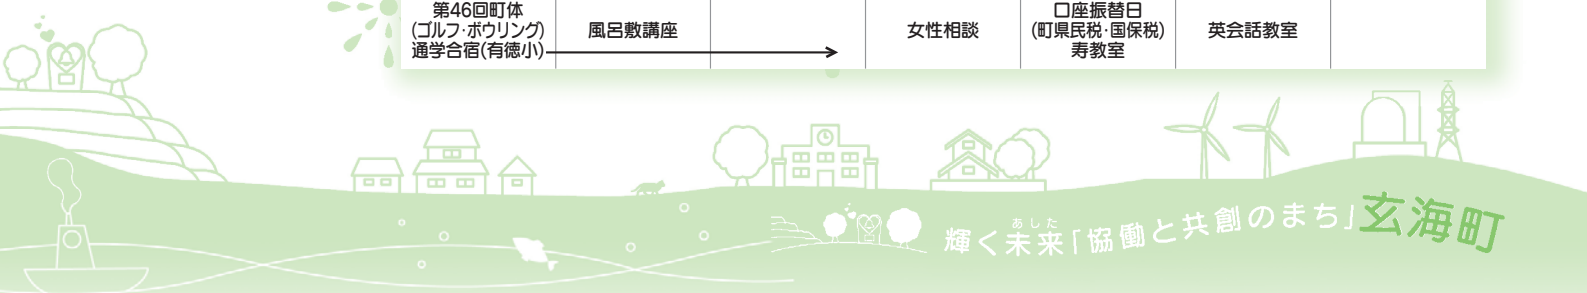 第46回町体
(ゴルフ・ボウリング)
通学合宿(有徳小)
風呂敷講座
女性相談
口座振替日
(町県民税・国保税)
寿教室
英会話教室
あした
輝く未来「協働と共創のまち」玄海町